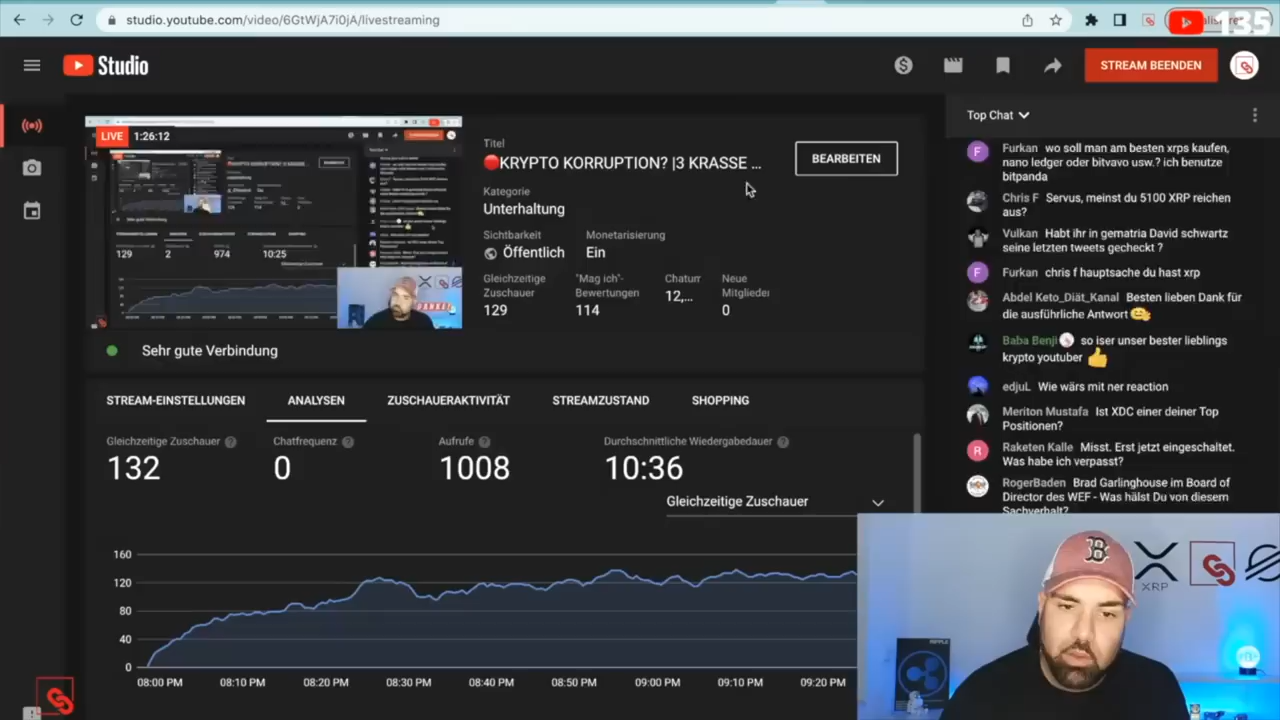 studio.youtube.com/video/6GtWjA7i0jA/livestreaming
135
Studio
STREAM BEENDEN
LIVE 1:26:12
Titel
KRYPTO KORRUPTION? |3 KRASSE ...
BEARBEITEN
Kategorie
Unterhaltung
Sichtbarkeit Monetarisierung
Öffentlich Ein
Gleichzeitige "Mag ich"- Chatunr Neue
Zuschauer Bewertungen 12,... Mitglieder
129 114 0
Sehr gute Verbindung
STREAM-EINSTELLUNGEN ANALYSEN ZUSCHAUERAKTIVITÄT STREAMZUSTAND SHOPPING
Gleichzeitige Zuschauer Chatfrequenz Aufrufe Durchschnittliche Wiedergabedauer
132 0 1008 10:36
Gleichzeitige Zuschauer
160
120
80
40
0
08:00 PM 08:10 PM 08:20 PM 08:30 PM 08:40 PM 08:50 PM 09:00 PM 09:10 PM 09:20 PM
Top Chat
Furkan wo soll man am besten xrps kaufen,
nano ledger oder bitvavo usw.? ich benutze
bitpanda
Chris F Servus, meinst du 5100 XRP reichen
aus?
Vulkan Habt ihr in gematria David schwartz
seine letzten tweets gecheckt ?
Furkan chris f hauptsache du hast xrp
Abdel Keto_Diät_Kanal Besten lieben Dank für
die ausführliche Antwort
Baba Benji so iser unser bester lieblings
krypto youtuber
edjuL Wie wärs mit ner reaction
Meriton Mustafa Ist XDC einer deiner Top
Positionen?
Raketen Kalle Misst. Erst jetzt eingeschaltet.
Was habe ich verpasst?
RogerBaden Brad Garlinghouse im Board of
Director des WEF - Was hälst Du von diesem
Sachverhalt?
XRP
B
RIPPLE